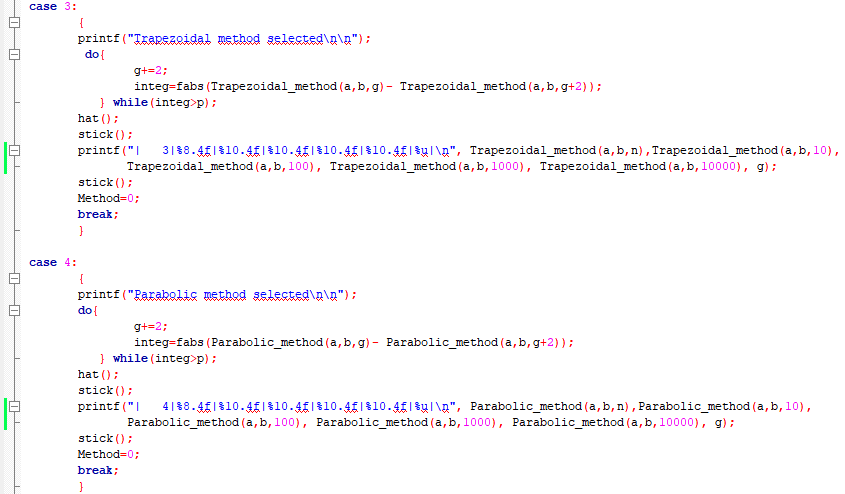 case 3:
{
printf("Trapezoidal method selected\n\n");
do{
g+=2;
integ=fabs(Trapezoidal_method(a,b,g)- Trapezoidal_method(a,b,g+2));
} while(integ>p);
hat();
stick();
printf("|   3|%8.4f|%10.4f|%10.4f|%10.4f|%10.4f|%u|\n", Trapezoidal_method(a,b,n),Trapezoidal_method(a,b,10),
Trapezoidal_method(a,b,100), Trapezoidal_method(a,b,1000), Trapezoidal_method(a,b,10000), g);
stick();
Method=0;
break;
}
case 4:
{
printf("Parabolic method selected\n\n");
do{
g+=2;
integ=fabs(Parabolic_method(a,b,g)- Parabolic_method(a,b,g+2));
} while(integ>p);
hat();
stick();
printf("|   4|%8.4f|%10.4f|%10.4f|%10.4f|%10.4f|%u|\n", Parabolic_method(a,b,n),Parabolic_method(a,b,10),
Parabolic_method(a,b,100), Parabolic_method(a,b,1000), Parabolic_method(a,b,10000), g);
stick();
Method=0;
break;
}